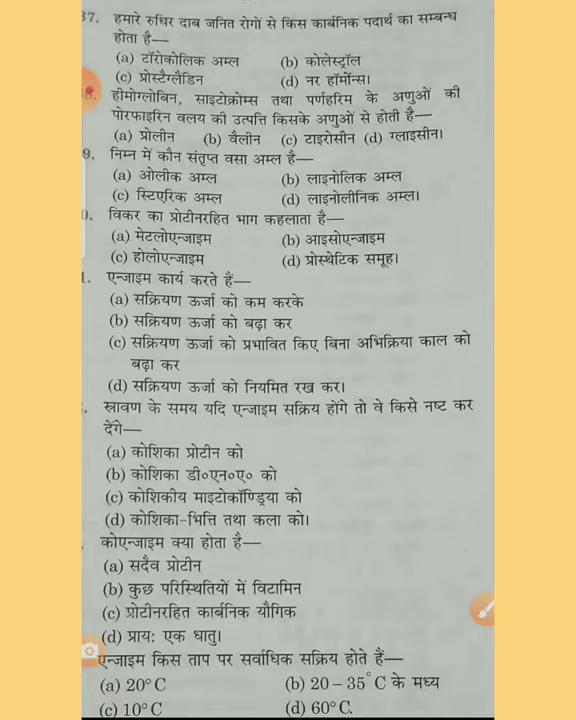 37. हमारे रुधिर दाब जनित रोगों से किस कार्बनिक पदार्थ का सम्बन्ध
होता है—
(a) टॉरोकोलिक अम्ल (b) कोलेस्ट्रॉल
(c) प्रोस्टैग्लैंडिन (d) नर हॉर्मोन्स।
8. हीमोग्लोबिन, साइटोक्रोम्स तथा पर्णहरिम के अणुओं की
पोरफाइरिन वलय की उत्पत्ति किसके अणुओं से होती है—
(a) प्रोलीन (b) वैलीन (c) टाइरोसीन (d) ग्लाइसीन।
9. निम्न में कौन संतृप्त वसा अम्ल है—
(a) ओलीक अम्ल (b) लाइनोलिक अम्ल
(c) स्टिएरिक अम्ल (d) लाइनोलीनिक अम्ल।
0. विकर का प्रोटीनरहित भाग कहलाता है—
(a) मेटलोएन्जाइम (b) आइसोएन्जाइम
(c) होलोएन्जाइम (d) प्रोस्थेटिक समूह।
1. एन्जाइम कार्य करते हैं—
(a) सक्रियण ऊर्जा को कम करके
(b) सक्रियण ऊर्जा को बढ़ा कर
(c) सक्रियण ऊर्जा को प्रभावित किए बिना अभिक्रिया काल को
बढ़ा कर
(d) सक्रियण ऊर्जा को नियमित रख कर।
स्रावण के समय यदि एन्जाइम सक्रिय होंगे तो वे किसे नष्ट कर
देंगे—
(a) कोशिका प्रोटीन को
(b) कोशिका डी०एन०ए० को
(c) कोशिकीय माइटोकॉण्ड्रिया को
(d) कोशिका-भित्ति तथा कला को।
कोएन्जाइम क्या होता है—
(a) सदैव प्रोटीन
(b) कुछ परिस्थितियों में विटामिन
(c) प्रोटीनरहित कार्बनिक यौगिक
(d) प्रायः एक धातु।
एन्जाइम किस ताप पर सर्वाधिक सक्रिय होते हैं—
(a) 20°C (b) 20 – 35°C के मध्य
(c) 10°C (d) 60°C.